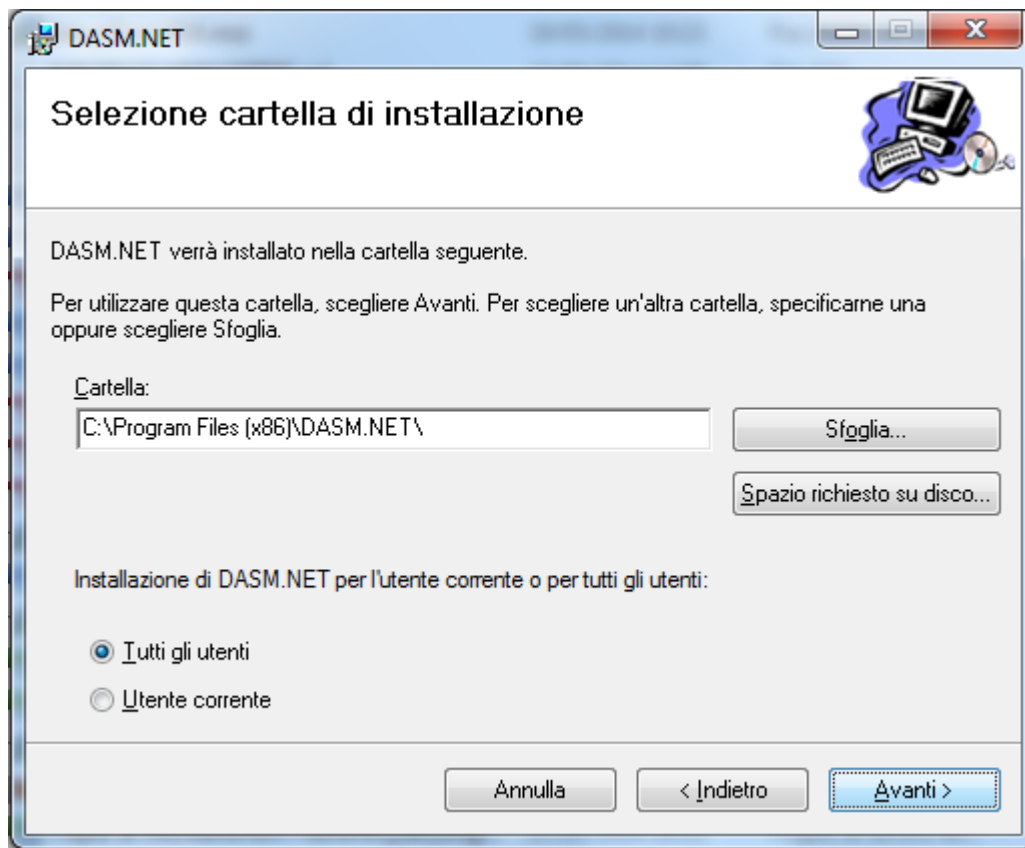 DASM.NET
Selezione cartella di installazione
DASM.NET verrà installato nella cartella seguente.
Per utilizzare questa cartella, scegliere Avanti. Per scegliere un'altra cartella, specificarne una
oppure scegliere Sfoglia.
Cartella:
C:\Program Files (x86)\DASM.NET\
Sfoglia...
Spazio richiesto su disco...
Installazione di DASM.NET per l'utente corrente o per tutti gli utenti:
Tutti gli utenti
Utente corrente
Annulla
< Indietro
Avanti >